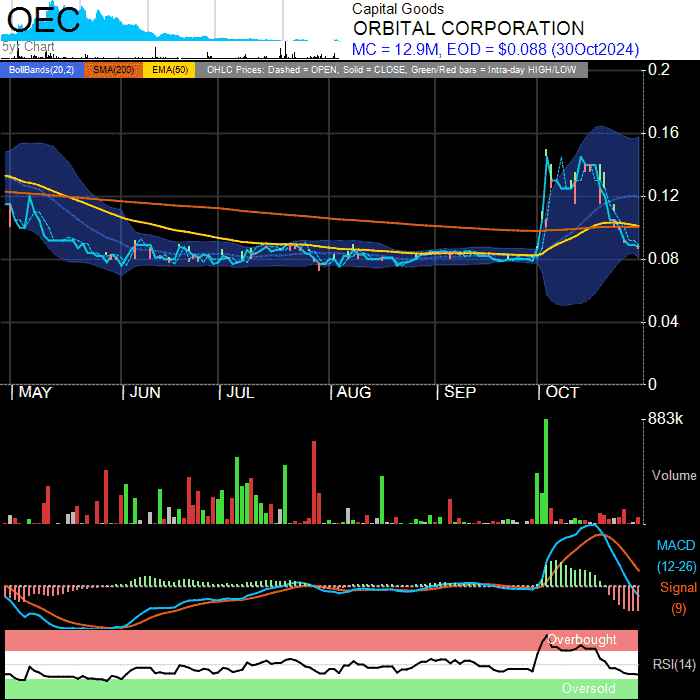 OEC
5yr Chart
Capital Goods
ORBITAL CORPORATION
MC = 12.9M, EOD = $0.088 (30Oct2024)
BollBands(20,2) SMA(200) EMA(50) OHLC Prices: Dashed = OPEN, Solid = CLOSE, Green/Red bars = Intra-day HIGH/LOW
0.2
0.16
0.12
0.08
0.04
0
| MAY | JUN | JUL | AUG | SEP | OCT
883k
Volume
MACD
(12-26)
Signal
(9)
Overbought
RSI(14)
Oversold